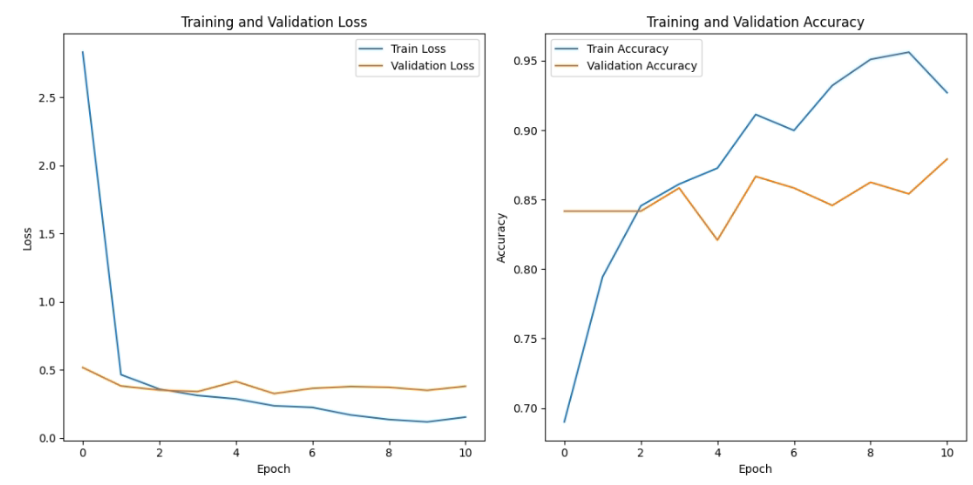 Training and Validation Loss
Train Loss
Validation Loss
2.5
2.0
1.5
1.0
0.5
0.0
Loss
0 2 4 6 8 10
Epoch
Training and Validation Accuracy
Train Accuracy
Validation Accuracy
0.95
0.90
0.85
0.80
0.75
0.70
Accuracy
0 2 4 6 8 10
Epoch